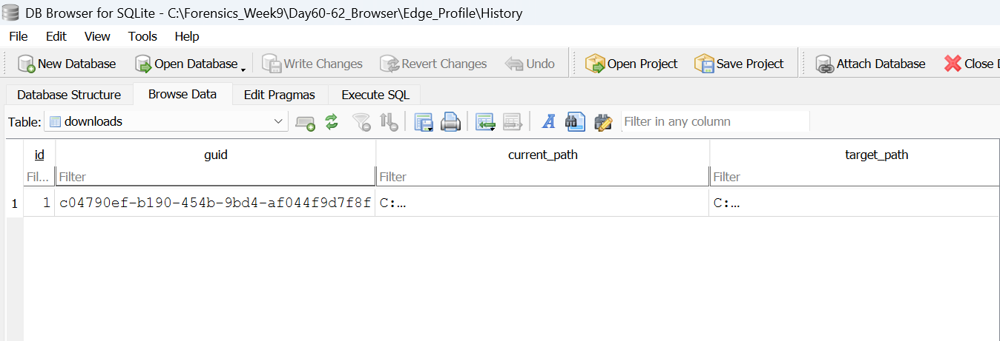 DB Browser for SQLite - C:\Forensics_Week9\Day60-62_Browser\Edge_Profile\History
File Edit View Tools Help
New Database Open Database Write Changes Revert Changes Undo Open Project Save Project Attach Database Close D
Database Structure Browse Data Edit Pragmas Execute SQL
Table: downloads Filter in any column
id guid current_path target_path
Fil... Filter Filter Filter
1 1 c04790ef-b190-454b-9bd4-af044f9d7f8f C:… C:…